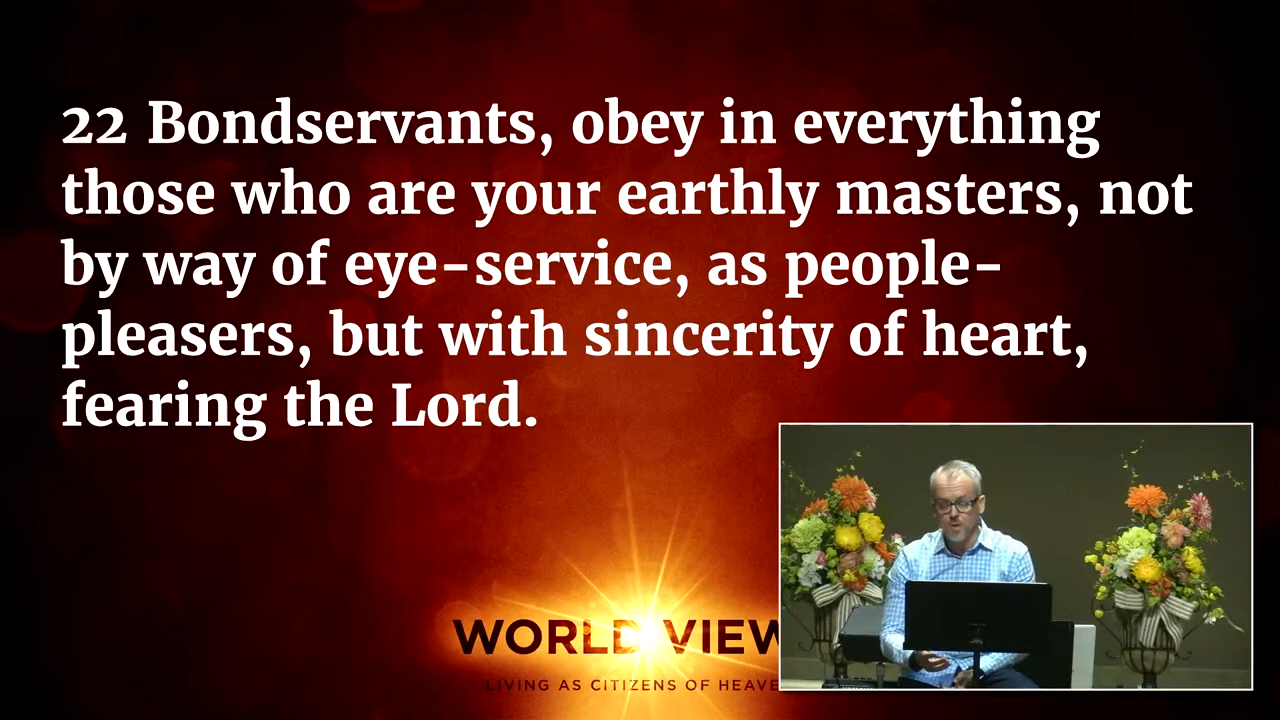 22 Bondservants, obey in everything
those who are your earthly masters, not
by way of eye-service, as people-
pleasers, but with sincerity of heart,
fearing the Lord.
WORLD VIEW
LIVING AS CITIZENS OF HEAVE